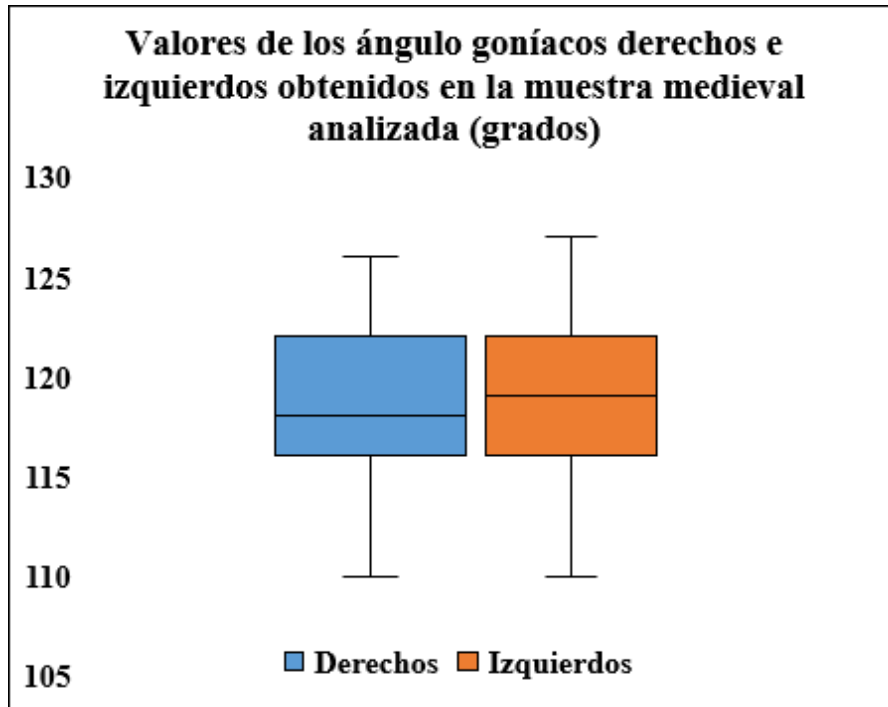 Valores de los ángulo goníacos derechos e
izquierdos obtenidos en la muestra medieval
analizada (grados)
130
125
120
115
110
105
Derechos Izquierdos